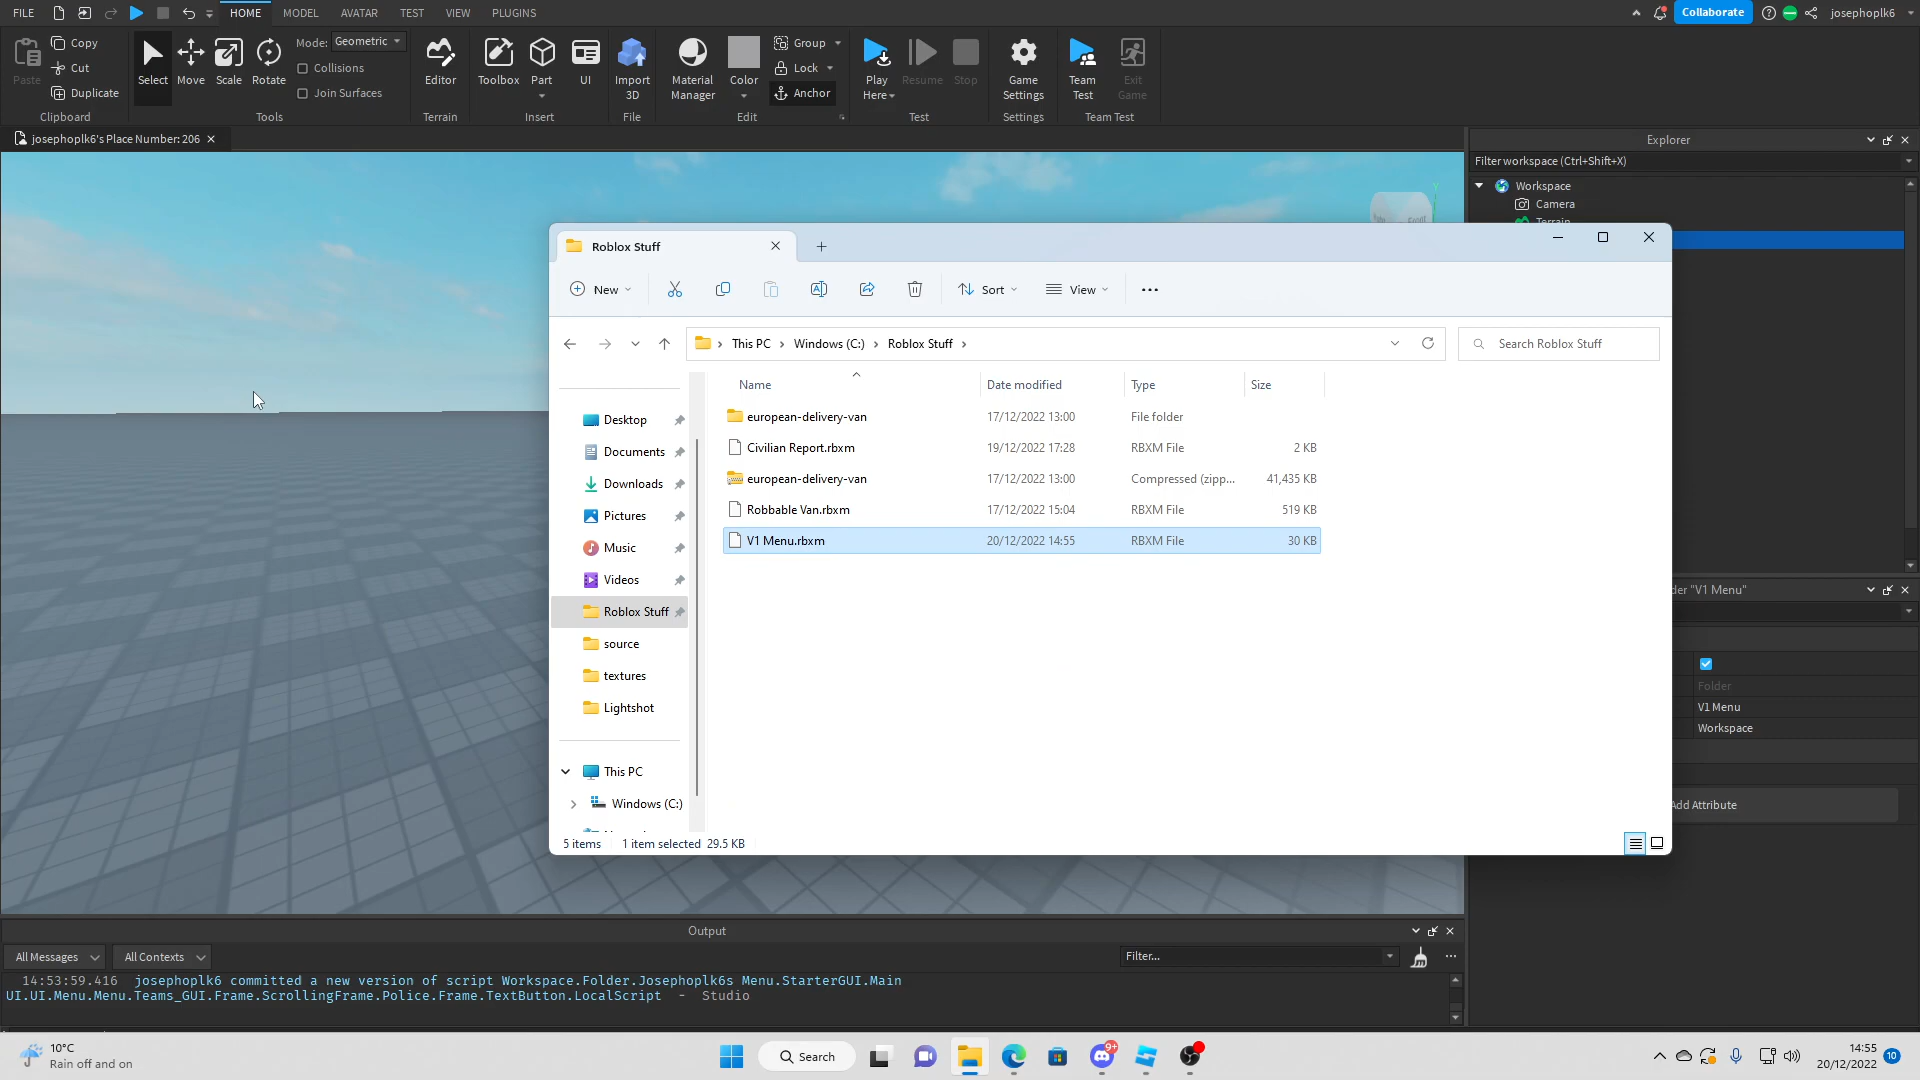 FILE
HOME
MODEL
AVATAR
TEST
VIEW
PLUGINS
Collaborate
josephoplk6
Paste
Copy
Cut
Duplicate
Clipboard
Select
Move
Scale
Rotate
Mode: Geometric
Collisions
Join Surfaces
Tools
Editor
Terrain
Toolbox
Part
UI
Insert
Import
3D
File
Material
Manager
Color
Group
Lock
Anchor
Edit
Play
Here
Resume
Stop
Test
Game
Settings
Settings
Team
Test
Exit
Game
Team Test
josephoplk6's Place Number: 206
Explorer
Filter workspace (Ctrl+Shift+X)
Workspace
Camera
Terrain
Roblox Stuff
New
Sort
View
This PC
Windows (C:)
Roblox Stuff
Search Roblox Stuff
Name
Date modified
Type
Size
european-delivery-van 17/12/2022 13:00 File folder
Civilian Report.rbxm 19/12/2022 17:28 RBXM File 2 KB
european-delivery-van 17/12/2022 13:00 Compressed (zipp... 41,435 KB
Robbable Van.rbxm 17/12/2022 15:04 RBXM File 519 KB
V1 Menu.rbxm 20/12/2022 14:55 RBXM File 30 KB
Desktop
Documents
Downloads
Pictures
Music
Videos
Roblox Stuff
source
textures
Lightshot
This PC
Windows (C:)
5 items 1 item selected 29.5 KB
der "V1 Menu"
Folder
V1 Menu
Workspace
Add Attribute
Output
All Messages
All Contexts
Filter...
14:53:59.416 josephoplk6 committed a new version of script Workspace.Folder.Josephoplk6s Menu.StarterGUI.Main
UI.UI.Menu.Menu.Teams_GUI.Frame.ScrollingFrame.Police.Frame.TextButton.LocalScript - Studio
10°C
Rain off and on
Search
9+
14:55
20/12/2022
10